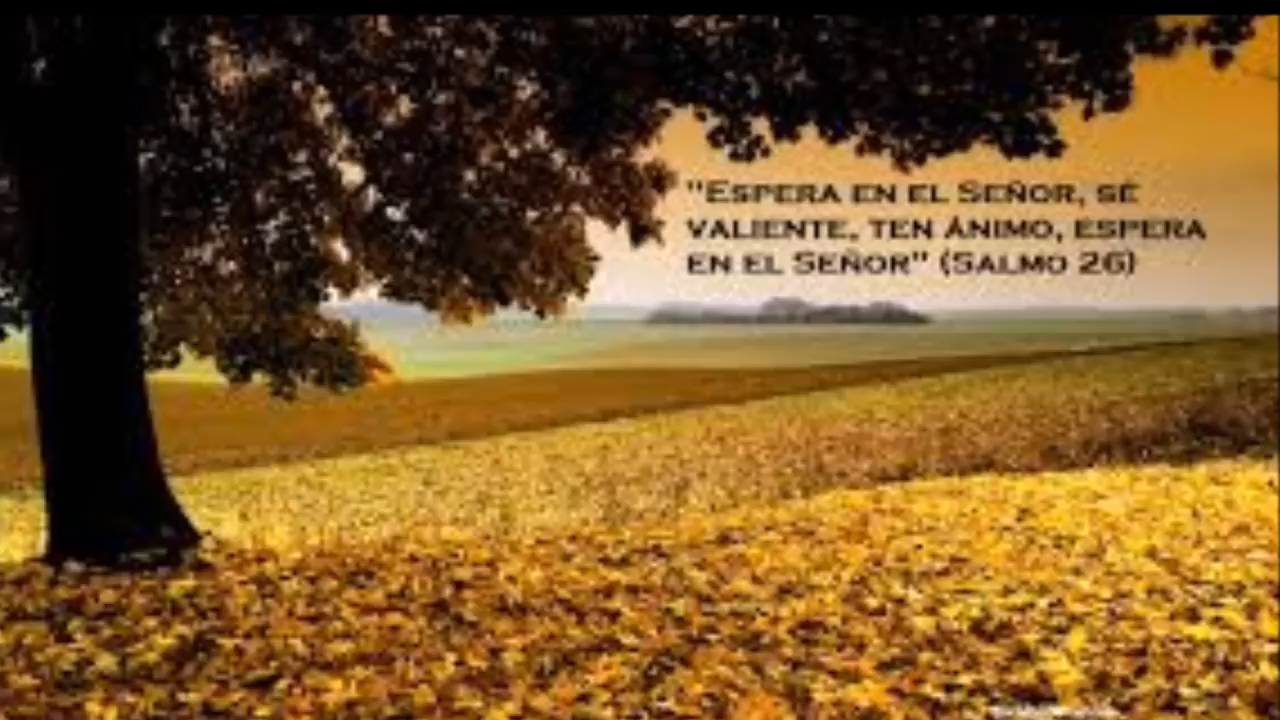 "Espera en el Señor, sé
valiente, ten ánimo, espera
en el Señor" (Salmo 26)